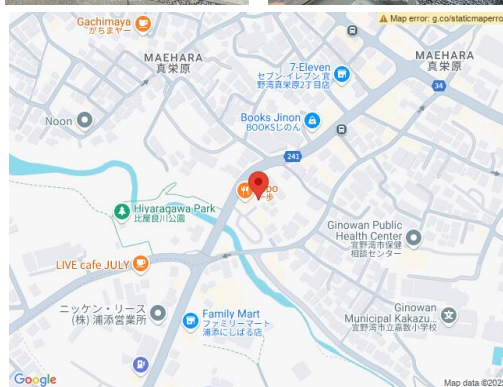 Map error: g.co/staticmaperro
Gachimaya
がちまやー
MAEHARA
真栄原
MAEHARA
真栄原
7-Eleven
セブン-イレブン 宜
野湾真栄原2丁目店
34
Noon
Books Jinon
BOOKSじのん
241
一歩
Hiyaragawa Park
比屋良川公園
Ginowan Public
Health Center
宜野湾市保健
相談センター
LIVE cafe JULY
ニッケン・リース
(株) 浦添営業所
Family Mart
ファミリーマート
浦添にしばる店
Ginowan
Municipal Kakazu...
宜野湾市立嘉数小学校
Google
Map data ©202